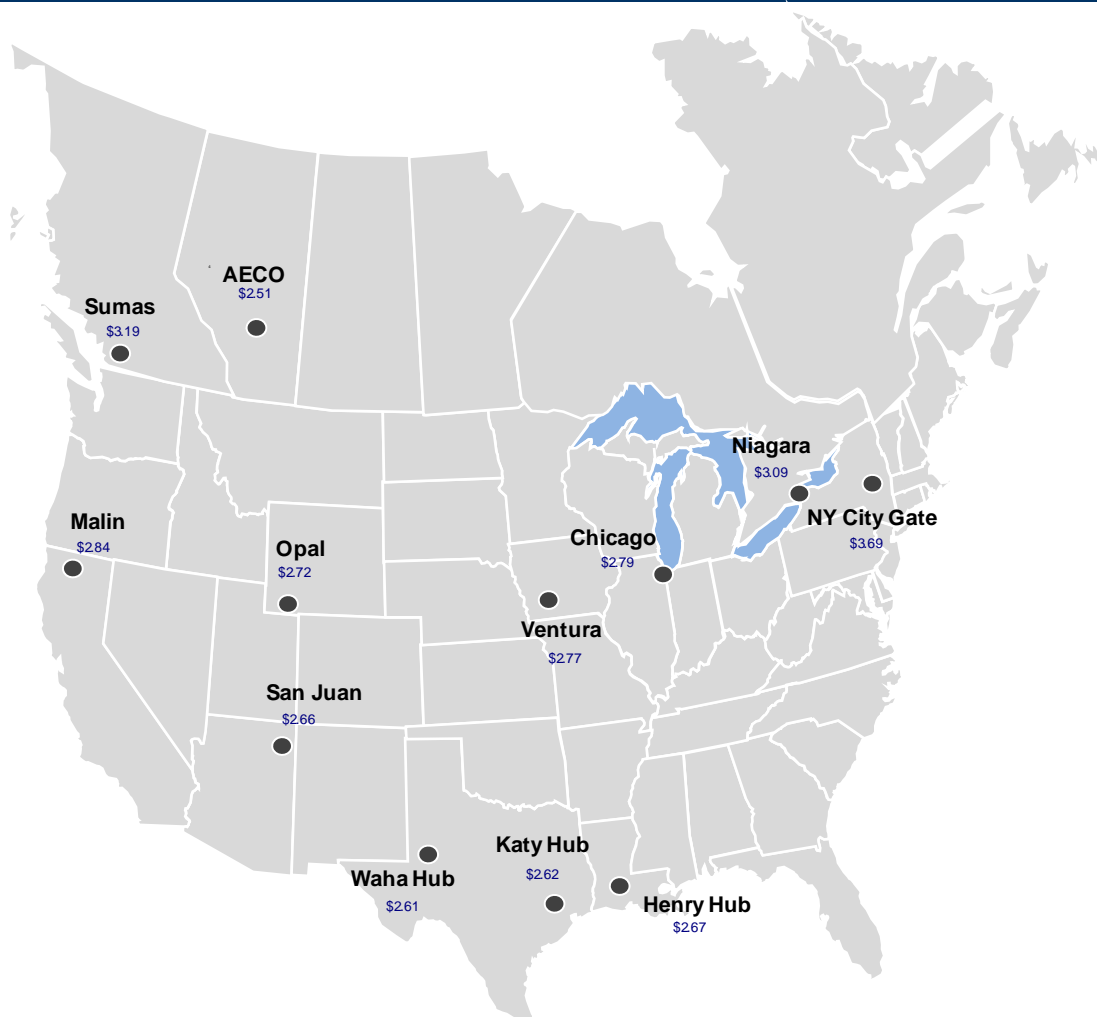 AECO
$2.51
Sumas
$3.19
Niagara
$3.09
NY City Gate
$3.69
Malin
$2.84
Opal
$2.72
Chicago
$2.79
Ventura
$2.77
San Juan
$2.66
Katy Hub
$2.62
Waha Hub
$2.61
Henry Hub
$2.67